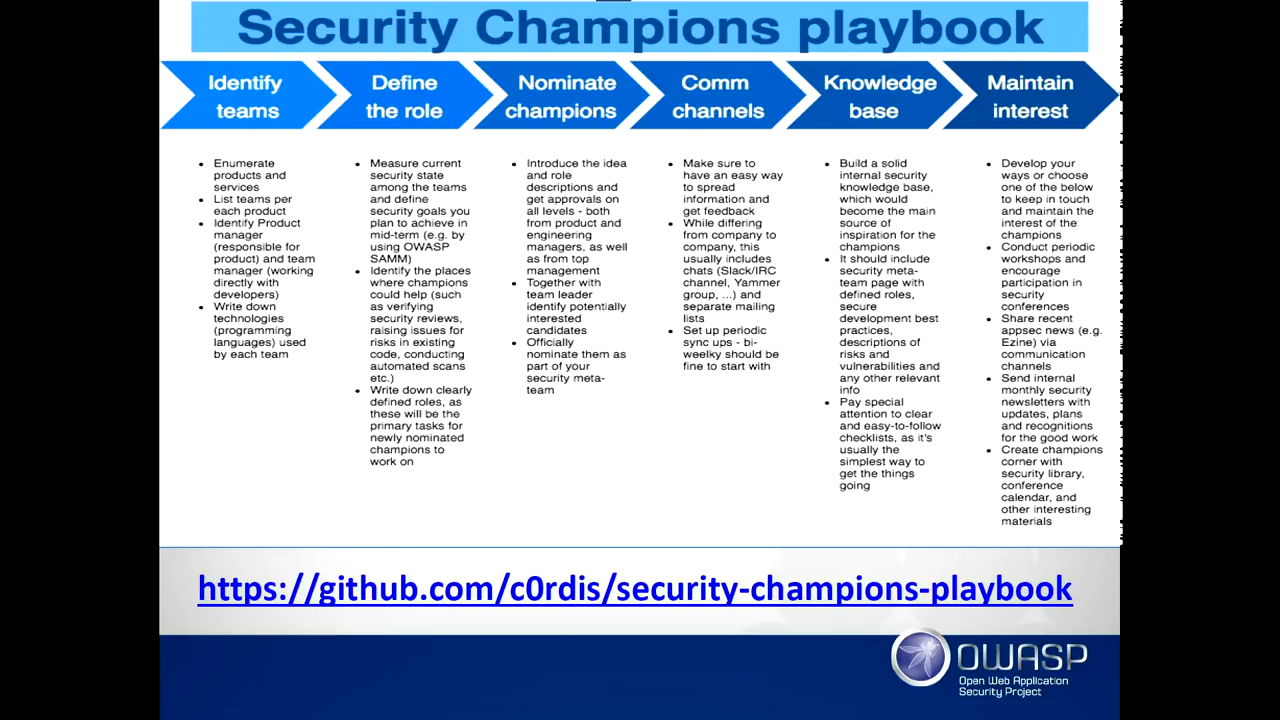 Security Champions playbook
Identify
teams
Define
the role
Nominate
champions
Comm
channels
Knowledge
base
Maintain
interest
• Enumerate
products and
services
• List teams per
each product
• Identify Product
manager
(responsible for
product) and team
manager (working
directly with
developers)
• Write down
technologies
(programming
languages) used
by each team
• Measure current
security state
among the teams
and define
security goals you
plan to achieve in
mid-term (e.g. by
using OWASP
SAMM)
• Identify the places
where champions
could help (such
as verifying
security reviews,
raising issues for
risks in existing
code, conducting
automated scans
etc.)
• Write down clearly
defined roles, as
these will be the
primary tasks for
newly nominated
champions to
work on
• Introduce the idea
and role
descriptions and
get approvals on
all levels - both
from product and
engineering
managers, as well
as from top
management
• Together with
team leader
identify potentially
interested
candidates
• Officially
nominate them as
part of your
security meta-
team
• Make sure to
have an easy way
to spread
information and
get feedback
• While differing
from company to
company, this
usually includes
chats (Slack/IRC
channel, Yammer
group, ...) and
separate mailing
lists
• Set up periodic
sync ups - bi-
weelky should be
fine to start with
• Build a solid
internal security
knowledge base,
which would
become the main
source of
inspiration for the
champions
• It should include
security meta-
team page with
defined roles,
secure
development best
practices,
descriptions of
risks and
vulnerabilities and
any other relevant
info
• Pay special
attention to clear
and easy-to-follow
checklists, as it's
usually the
simplest way to
get the things
going
• Develop your
ways or choose
one of the below
to keep in touch
and maintain the
interest of the
champions
• Conduct periodic
workshops and
encourage
participation in
security
conferences
• Share recent
appsec news (e.g.
Ezine) via
communication
channels
• Send internal
monthly security
newsletters with
updates, plans
and recognitions
for the good work
• Create champions
corner with
security library,
conference
calendar, and
other interesting
materials
https://github.com/c0rdis/security-champions-playbook
OWASP
Open Web Application
Security Project